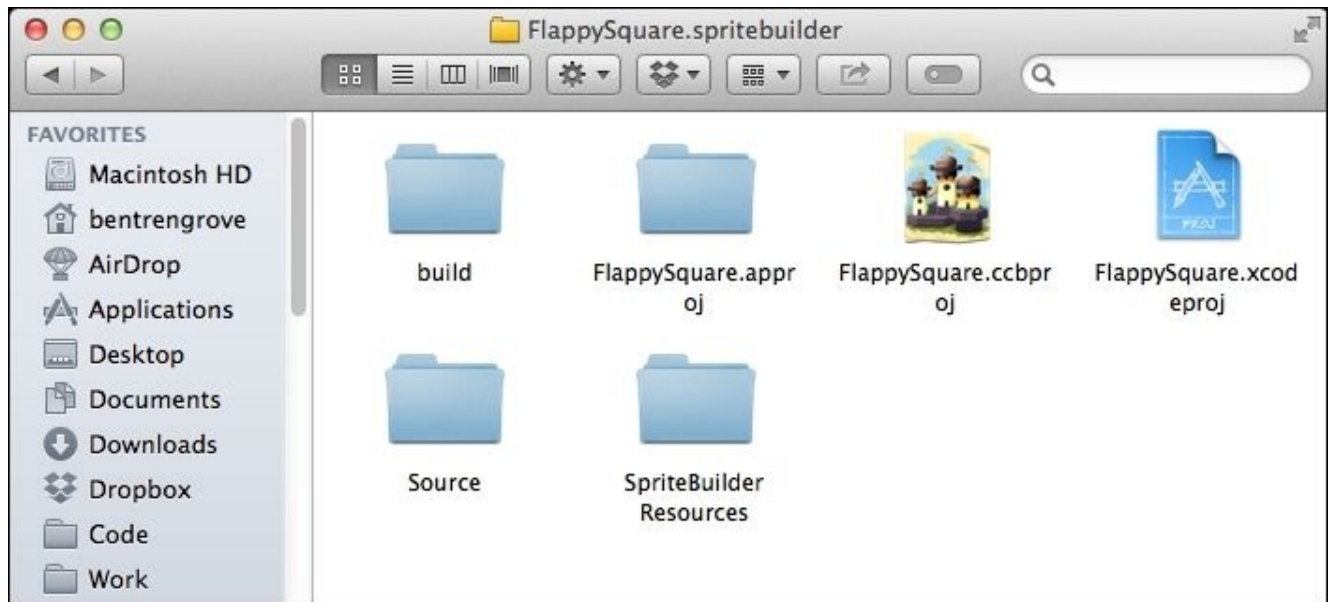 FlappySquare.spritebuilder
FAVORITES
Macintosh HD
bentrengrove
AirDrop
Applications
Desktop
Documents
Downloads
Dropbox
Code
Work
build
FlappySquare.appr
oj
FlappySquare.ccbpr
oj
PROJ
FlappySquare.xcod
eproj
Source
SpriteBuilder
Resources